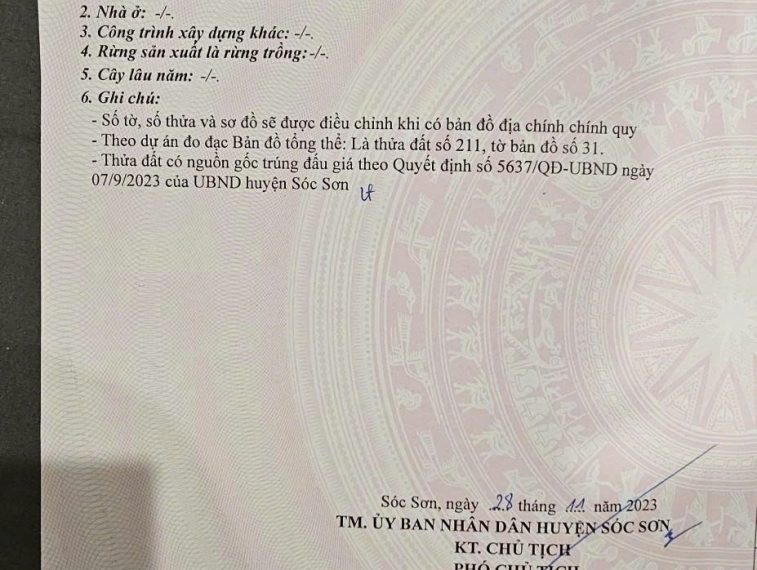 2. Nhà ở: -/-.
3. Công trình xây dựng khác: -/-.
4. Rừng sản xuất là rừng trồng:-/-.
5. Cây lâu năm: -/-.
6. Ghi chú:
- Số tờ, số thửa và sơ đồ sẽ được điều chỉnh khi có bản đồ địa chính chính quy
- Theo dự án đo đạc Bản đồ tổng thể: Là thửa đất số 211, tờ bản đồ số 31.
- Thửa đất có nguồn gốc trúng đấu giá theo Quyết định số 5637/QĐ-UBND ngày
07/9/2023 của UBND huyện Sóc Sơn
Sóc Sơn, ngày 28 tháng 11 năm 2023
TM. ỦY BAN NHÂN DÂN HUYỆN SÓC SƠN
KT. CHỦ TỊCH
PHÓ CHỦ TỊCH